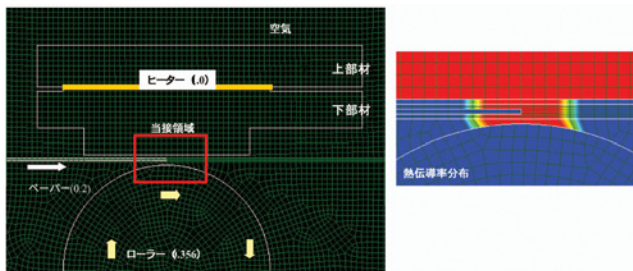 空気
ヒーター (.0)
上部材
下部材
当接領域
ペーパー(0.2)
ローラー (.356)
熱伝導率分布